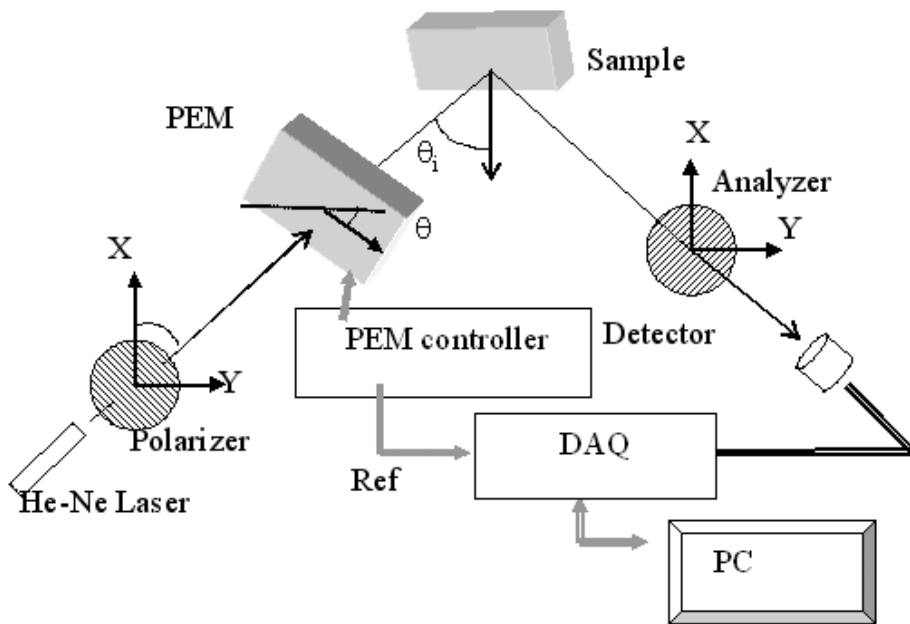 Sample
PEM
θi
X
Analyzer
Y
θ
X
PEM controller
Detector
Y
Polarizer
DAQ
Ref
He-Ne Laser
PC